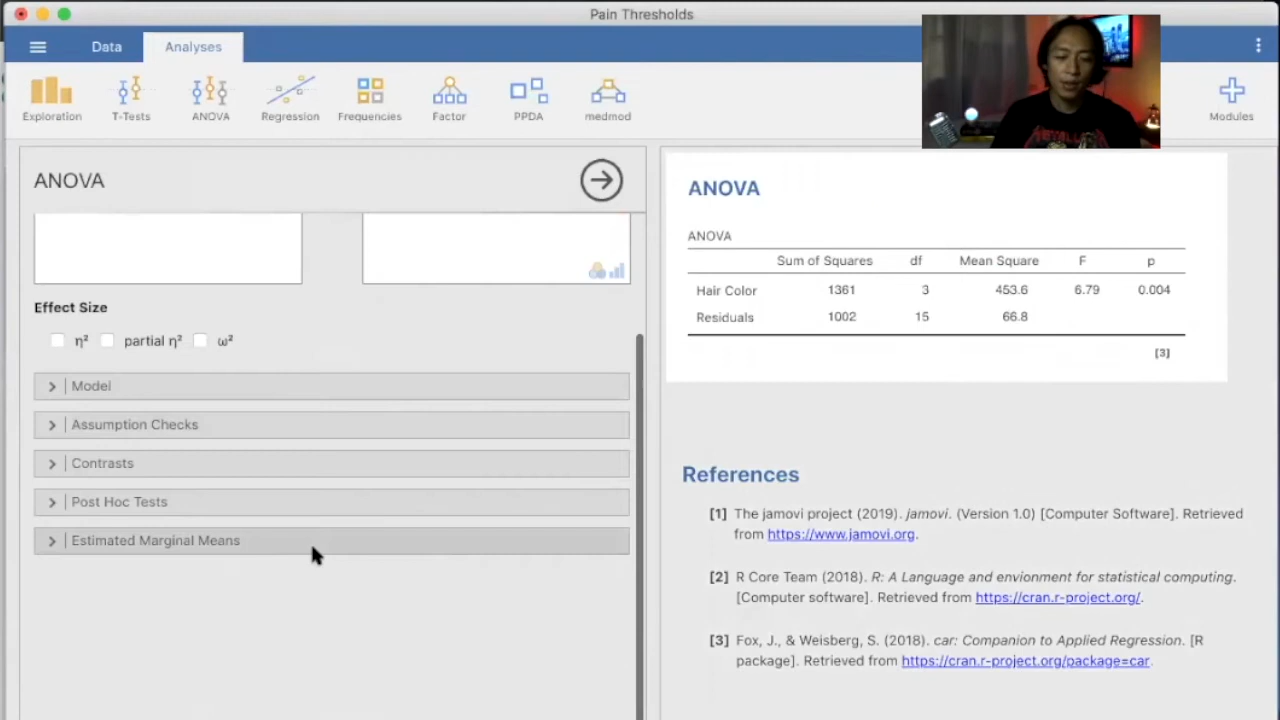 Pain Thresholds
Data
Analyses
Exploration
T-Tests
ANOVA
Regression
Frequencies
Factor
PPDA
medmod
Modules
ANOVA
Effect Size
η²
partial η²
ω²
Model
Assumption Checks
Contrasts
Post Hoc Tests
Estimated Marginal Means
ANOVA
ANOVA
Sum of Squares df Mean Square F p
Hair Color 1361 3 453.6 6.79 0.004
Residuals 1002 15 66.8
[3]
References
[1] The jamovi project (2019). jamovi. (Version 1.0) [Computer Software]. Retrieved
from https://www.jamovi.org.
[2] R Core Team (2018). R: A Language and envionment for statistical computing.
[Computer software]. Retrieved from https://cran.r-project.org/.
[3] Fox, J., & Weisberg, S. (2018). car: Companion to Applied Regression. [R
package]. Retrieved from https://cran.r-project.org/package=car.
METALLICA